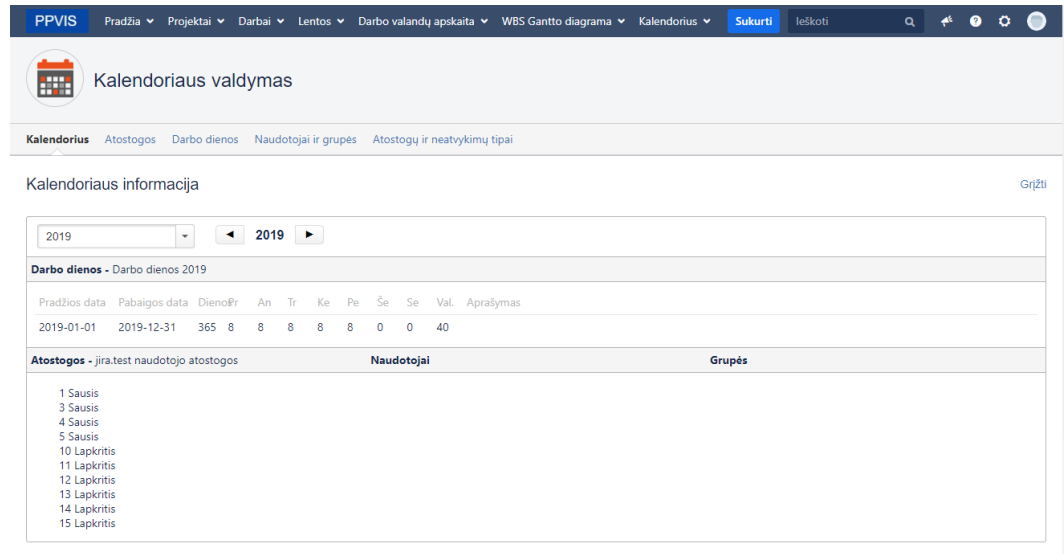 PPVIS Pradžia Projektai Darbai Lentos Darbo valandų apskaita WBS Gantto diagrama Kalendorius Sukurti Ieškoti
Kalendoriaus valdymas
Kalendorius Atostogos Darbo dienos Naudotojai ir grupės Atostogų ir neatvykimų tipai
Kalendoriaus informacija Grįžti
2019 2019
Darbo dienos - Darbo dienos 2019
Pradžios data Pabaigos data Dienos Pr An Tr Ke Pe Še Se Val. Aprašymas
2019-01-01 2019-12-31 365 8 8 8 8 8 0 0 40
Atostogos - jira.test naudotojo atostogos Naudotojai Grupės
1 Sausis
3 Sausis
4 Sausis
5 Sausis
10 Lapkritis
11 Lapkritis
12 Lapkritis
13 Lapkritis
14 Lapkritis
15 Lapkritis